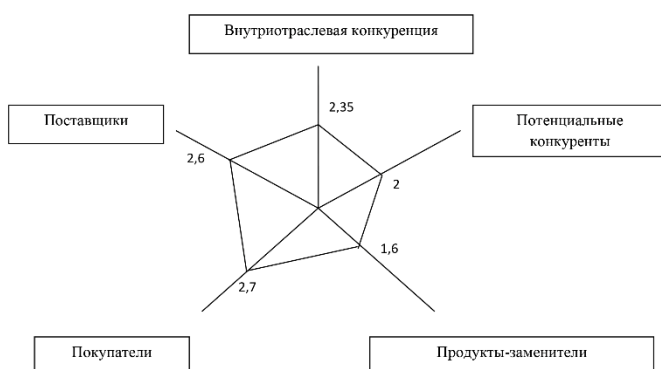 Внутриотраслевая конкуренция
2,35
Поставщики
Потенциальные
конкуренты
2,6
2
1,6
2,7
Покупатели
Продукты-заменители